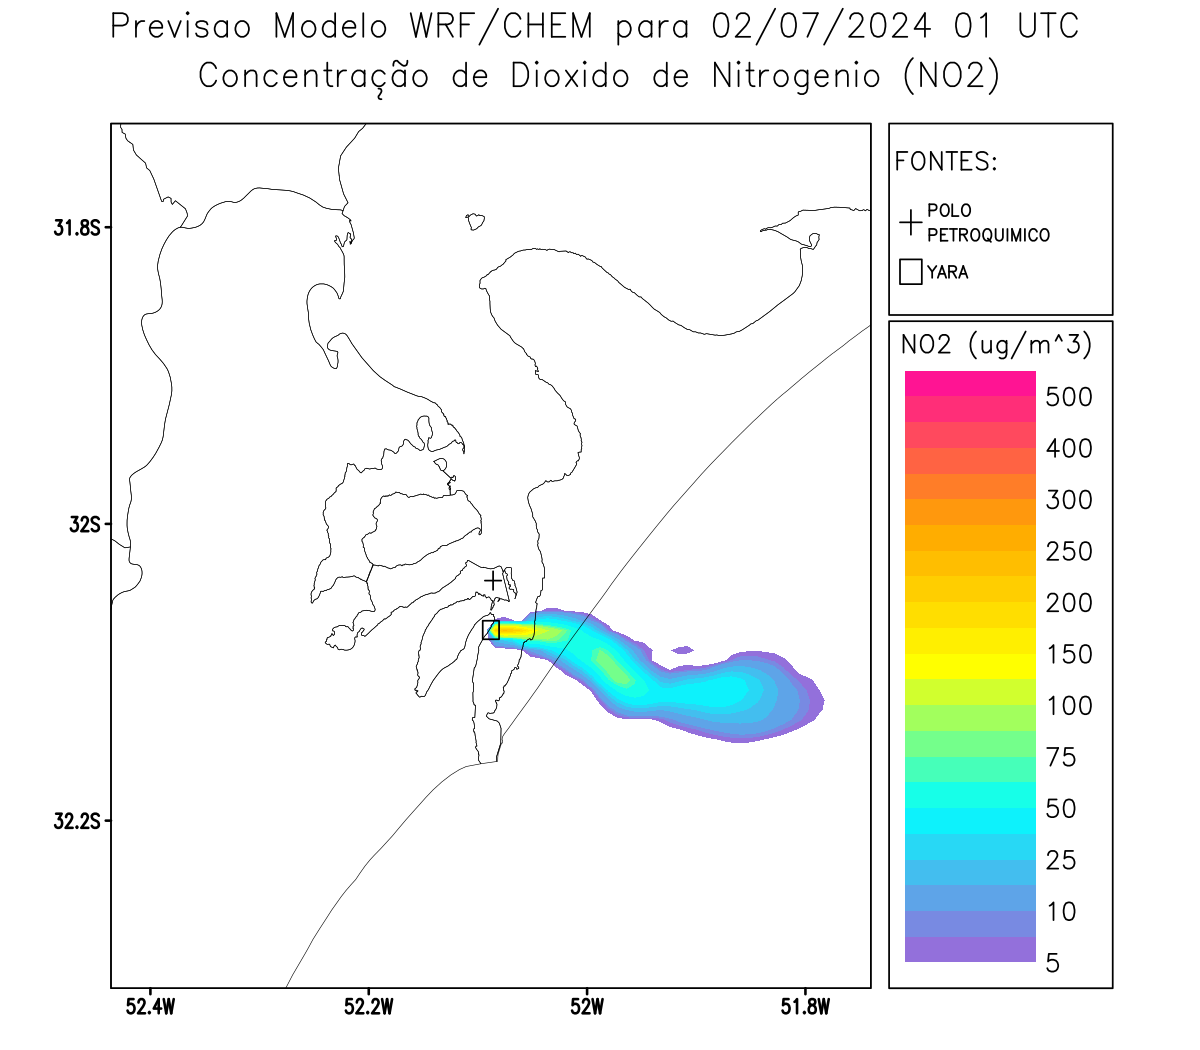 Previsao Modelo WRF/CHEM para 02/07/2024 01 UTC
Concentração de Dioxido de Nitrogenio (NO2)
FONTES:
POLO
PETROQUIMICO
YARA
NO2 (ug/m^3)
500
400
300
250
200
150
100
75
50
25
10
5
31.8S
32S
32.2S
52.4W
52.2W
52W
51.8W